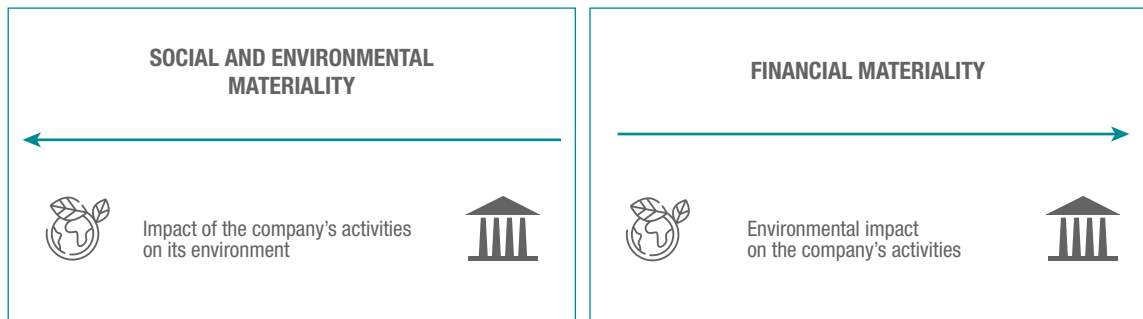 SOCIAL AND ENVIRONMENTAL
MATERIALITY
Impact of the company’s activities
on its environment
FINANCIAL MATERIALITY
Environmental impact
on the company’s activities